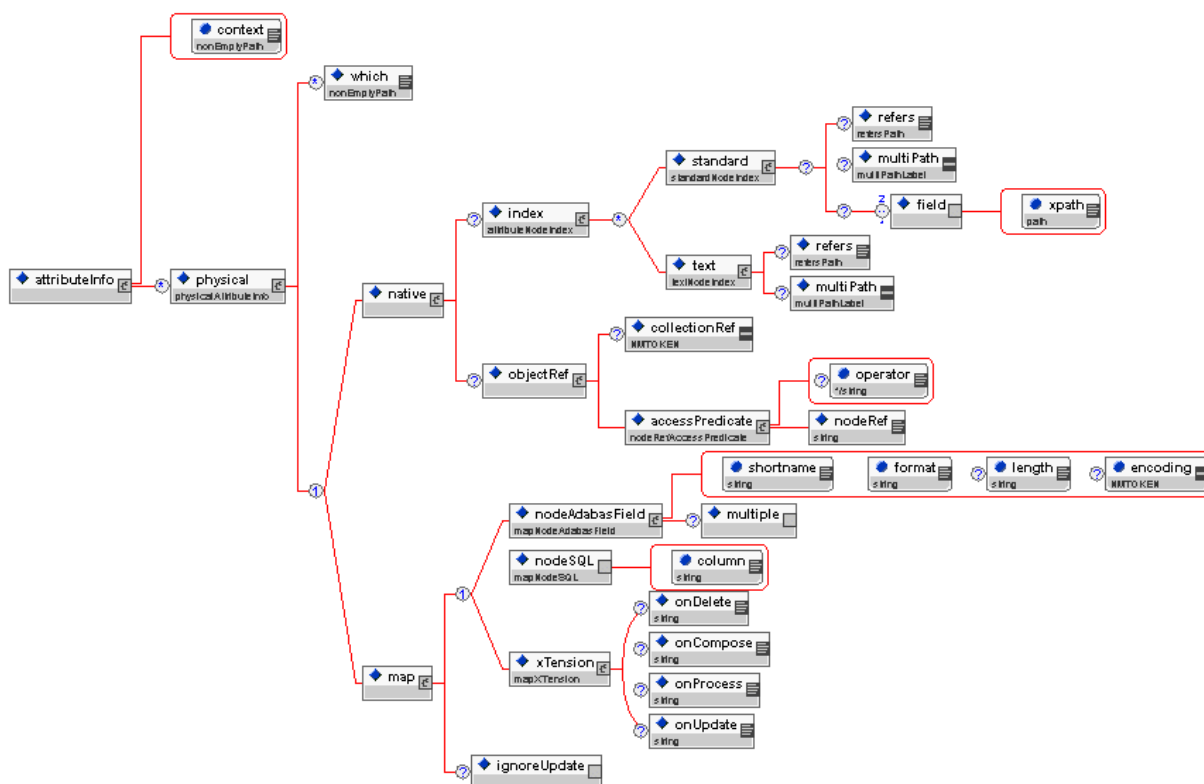 context
nonEmptyPath
which
nonEmptyPath
attributeInfo
physical
physicalAttributeInfo
native
index
attributeNodeIndex
standard
standardNodeIndex
refers
refersPath
multiPath
multiPathLabel
field
xpath
path
text
textNodeIndex
refers
refersPath
multiPath
multiPathLabel
objectRef
collectionRef
NMTOKEN
accessPredicate
nodeRefAccessPredicate
operator
nodeRef
string
map
nodeAdabasField
mapNodeAdabasField
shortname
string
format
string
length
string
encoding
NMTOKEN
multiple
nodeSQL
mapNodeSQL
column
string
xTension
mapXTension
onDelete
string
onCompose
string
onProcess
string
onUpdate
string
ignoreUpdate